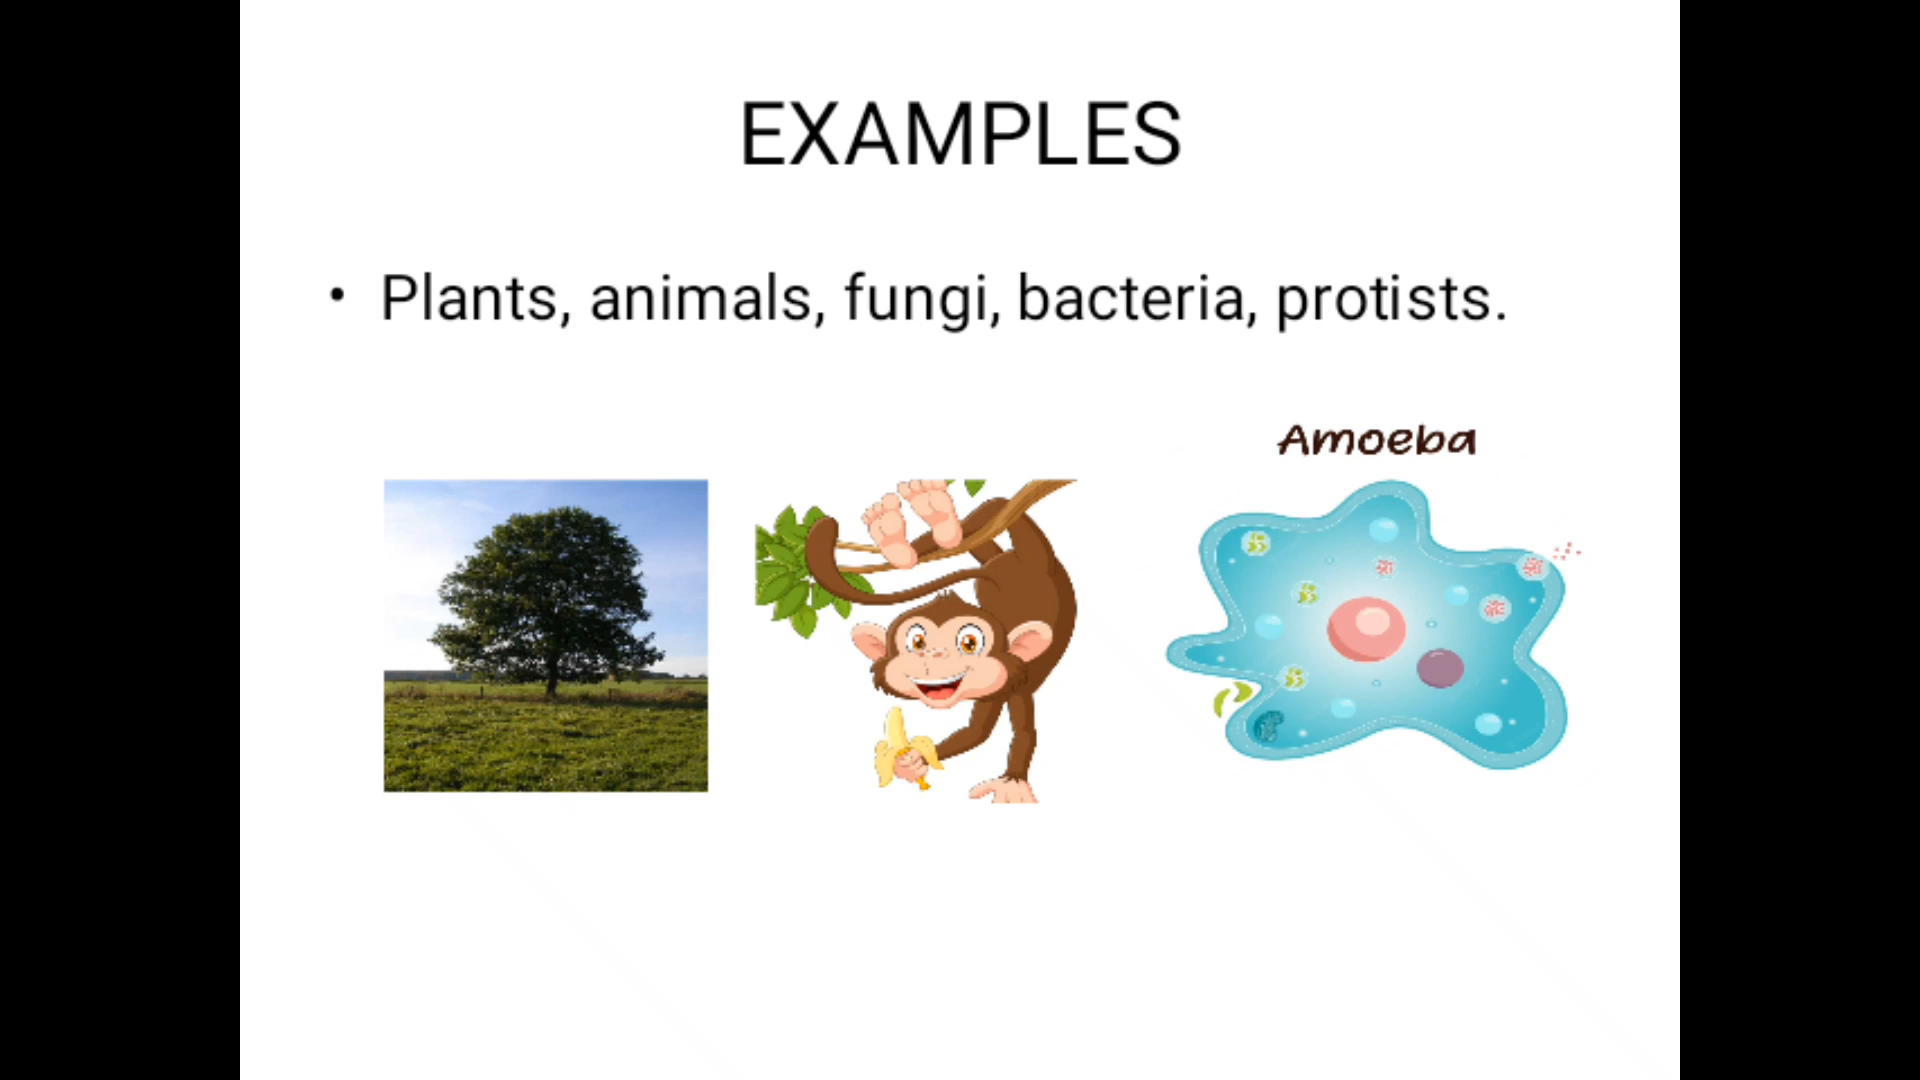 EXAMPLES
• Plants, animals, fungi, bacteria, protists.
Amoeba